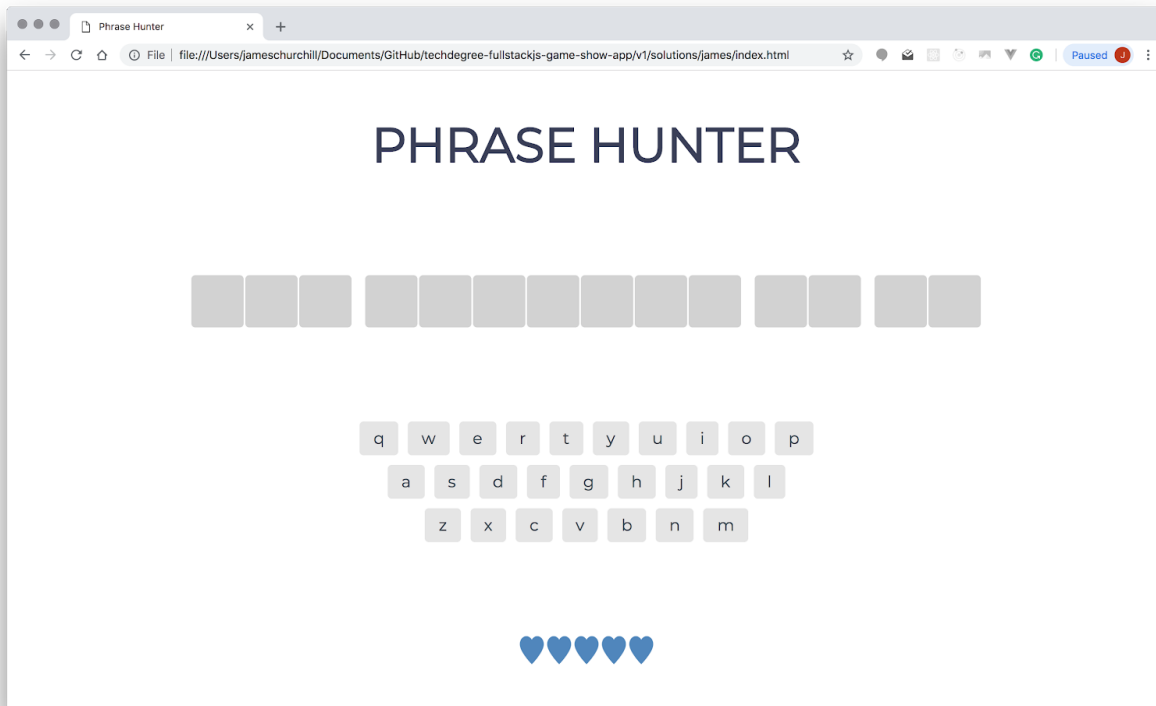 Phrase Hunter
File file:///Users/jameschurchill/Documents/GitHub/techdegree-fullstackjs-game-show-app/v1/solutions/james/index.html Paused J
PHRASE HUNTER
q w e r t y u i o p
a s d f g h j k l
z x c v b n m